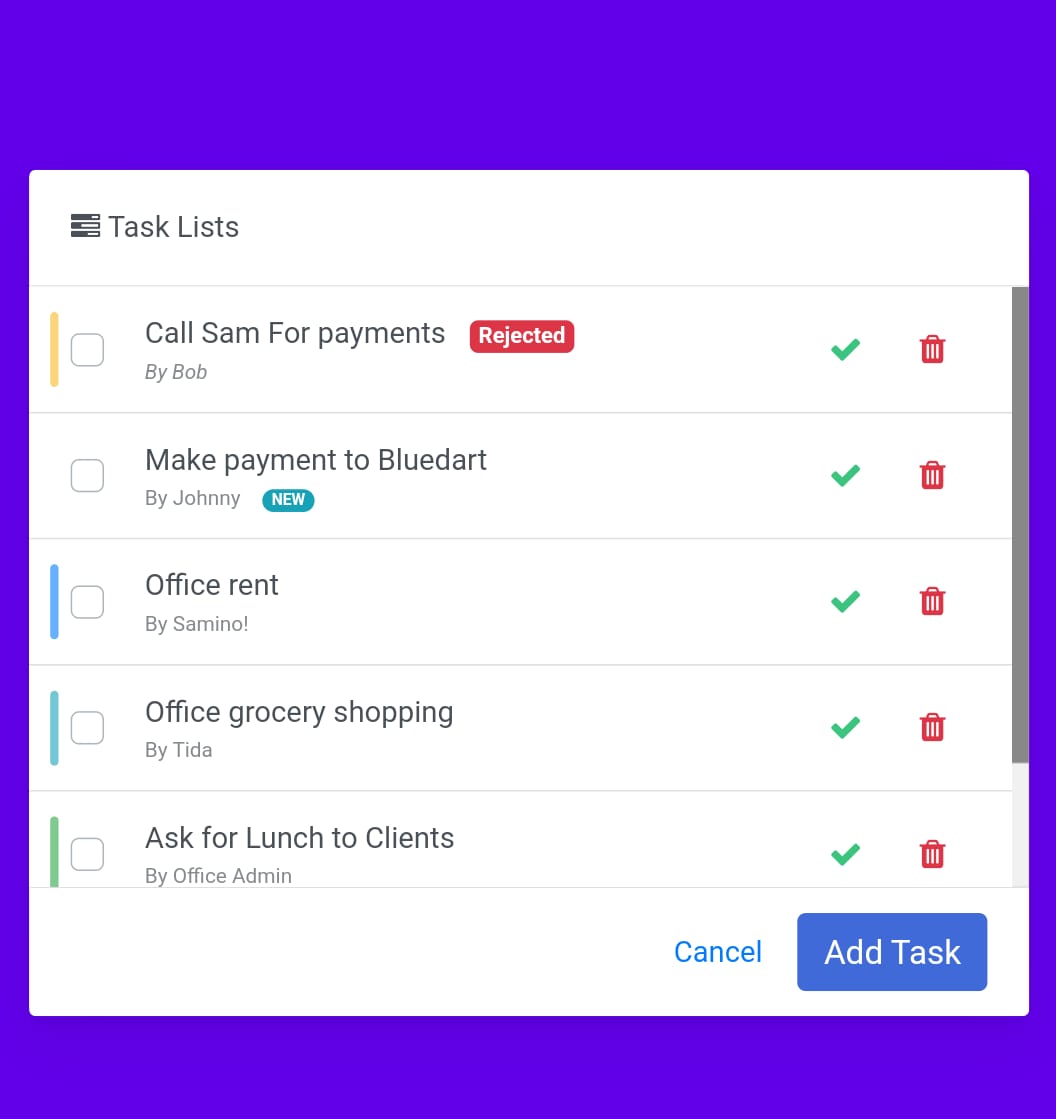 Task Lists
Call Sam For payments Rejected
By Bob
Make payment to Bluedart
By Johnny NEW
Office rent
By Samino!
Office grocery shopping
By Tida
Ask for Lunch to Clients
By Office Admin
Cancel Add Task